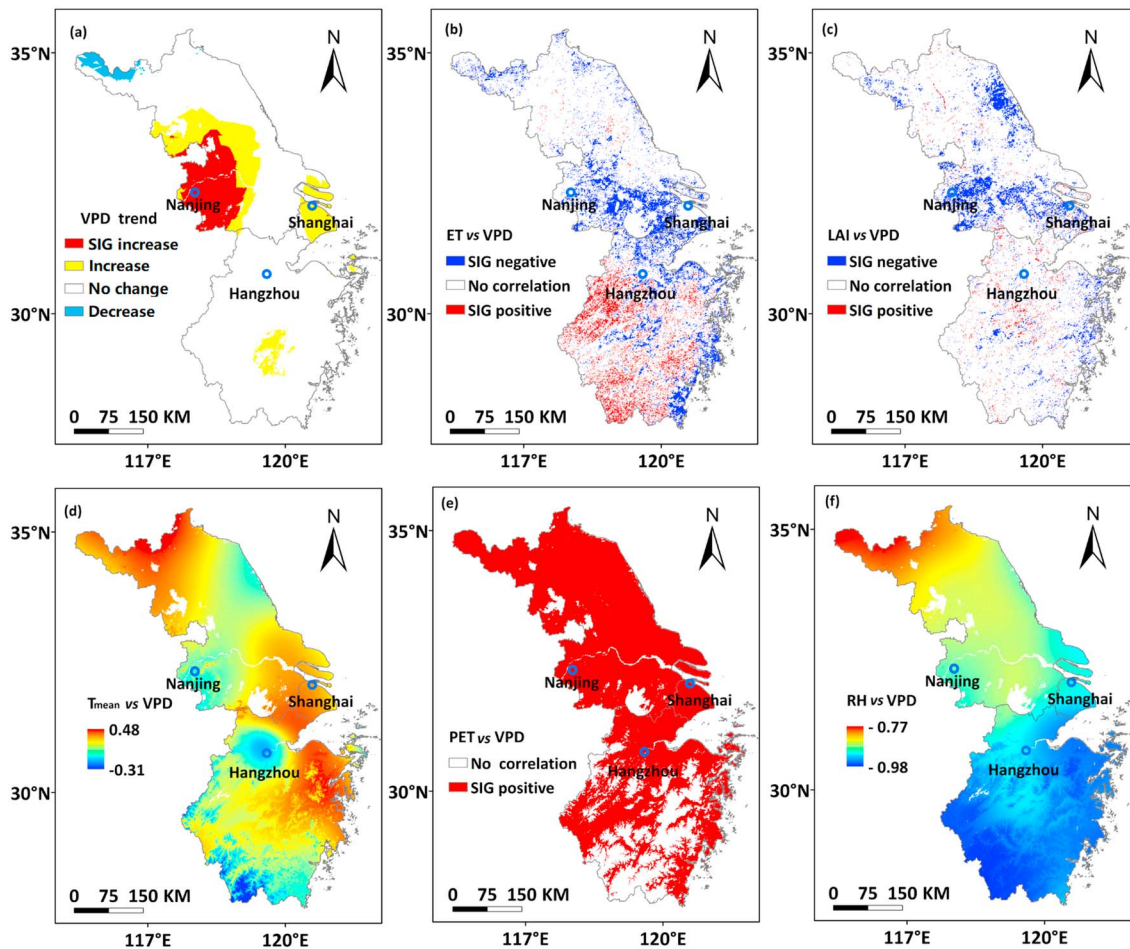 (a)
N
35°N
30°N
Nanjing
Shanghai
Hangzhou
VPD trend
SIG increase
Increase
No change
Decrease
0 75 150 KM
117°E 120°E
(b)
N
Nanjing
Shanghai
Hangzhou
ET vs VPD
SIG negative
No correlation
SIG positive
0 75 150 KM
117°E 120°E
(c)
N
Nanjing
Shanghai
Hangzhou
LAI vs VPD
SIG negative
No correlation
SIG positive
0 75 150 KM
117°E 120°E
(d)
N
35°N
30°N
Nanjing
Shanghai
Hangzhou
Tmean vs VPD
0.48
-0.31
0 75 150 KM
117°E 120°E
(e)
N
35°N
30°N
Nanjing
Shanghai
Hangzhou
PET vs VPD
No correlation
SIG positive
0 75 150 KM
117°E 120°E
(f)
N
35°N
30°N
Nanjing
Shanghai
Hangzhou
RH vs VPD
- 0.77
- 0.98
0 75 150 KM
117°E 120°E